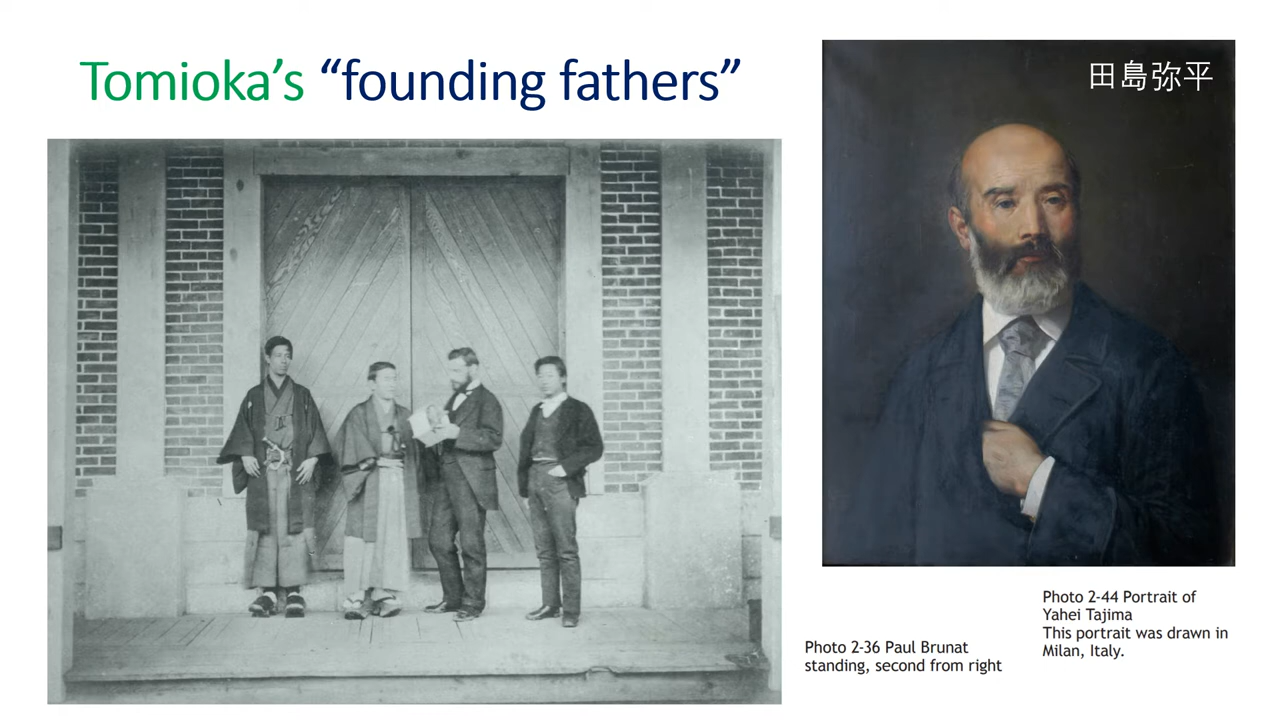 Tomioka’s “founding fathers”
田島弥平
Photo 2-44 Portrait of
Yahei Tajima
This portrait was drawn in
Milan, Italy.
Photo 2-36 Paul Brunat
standing, second from right